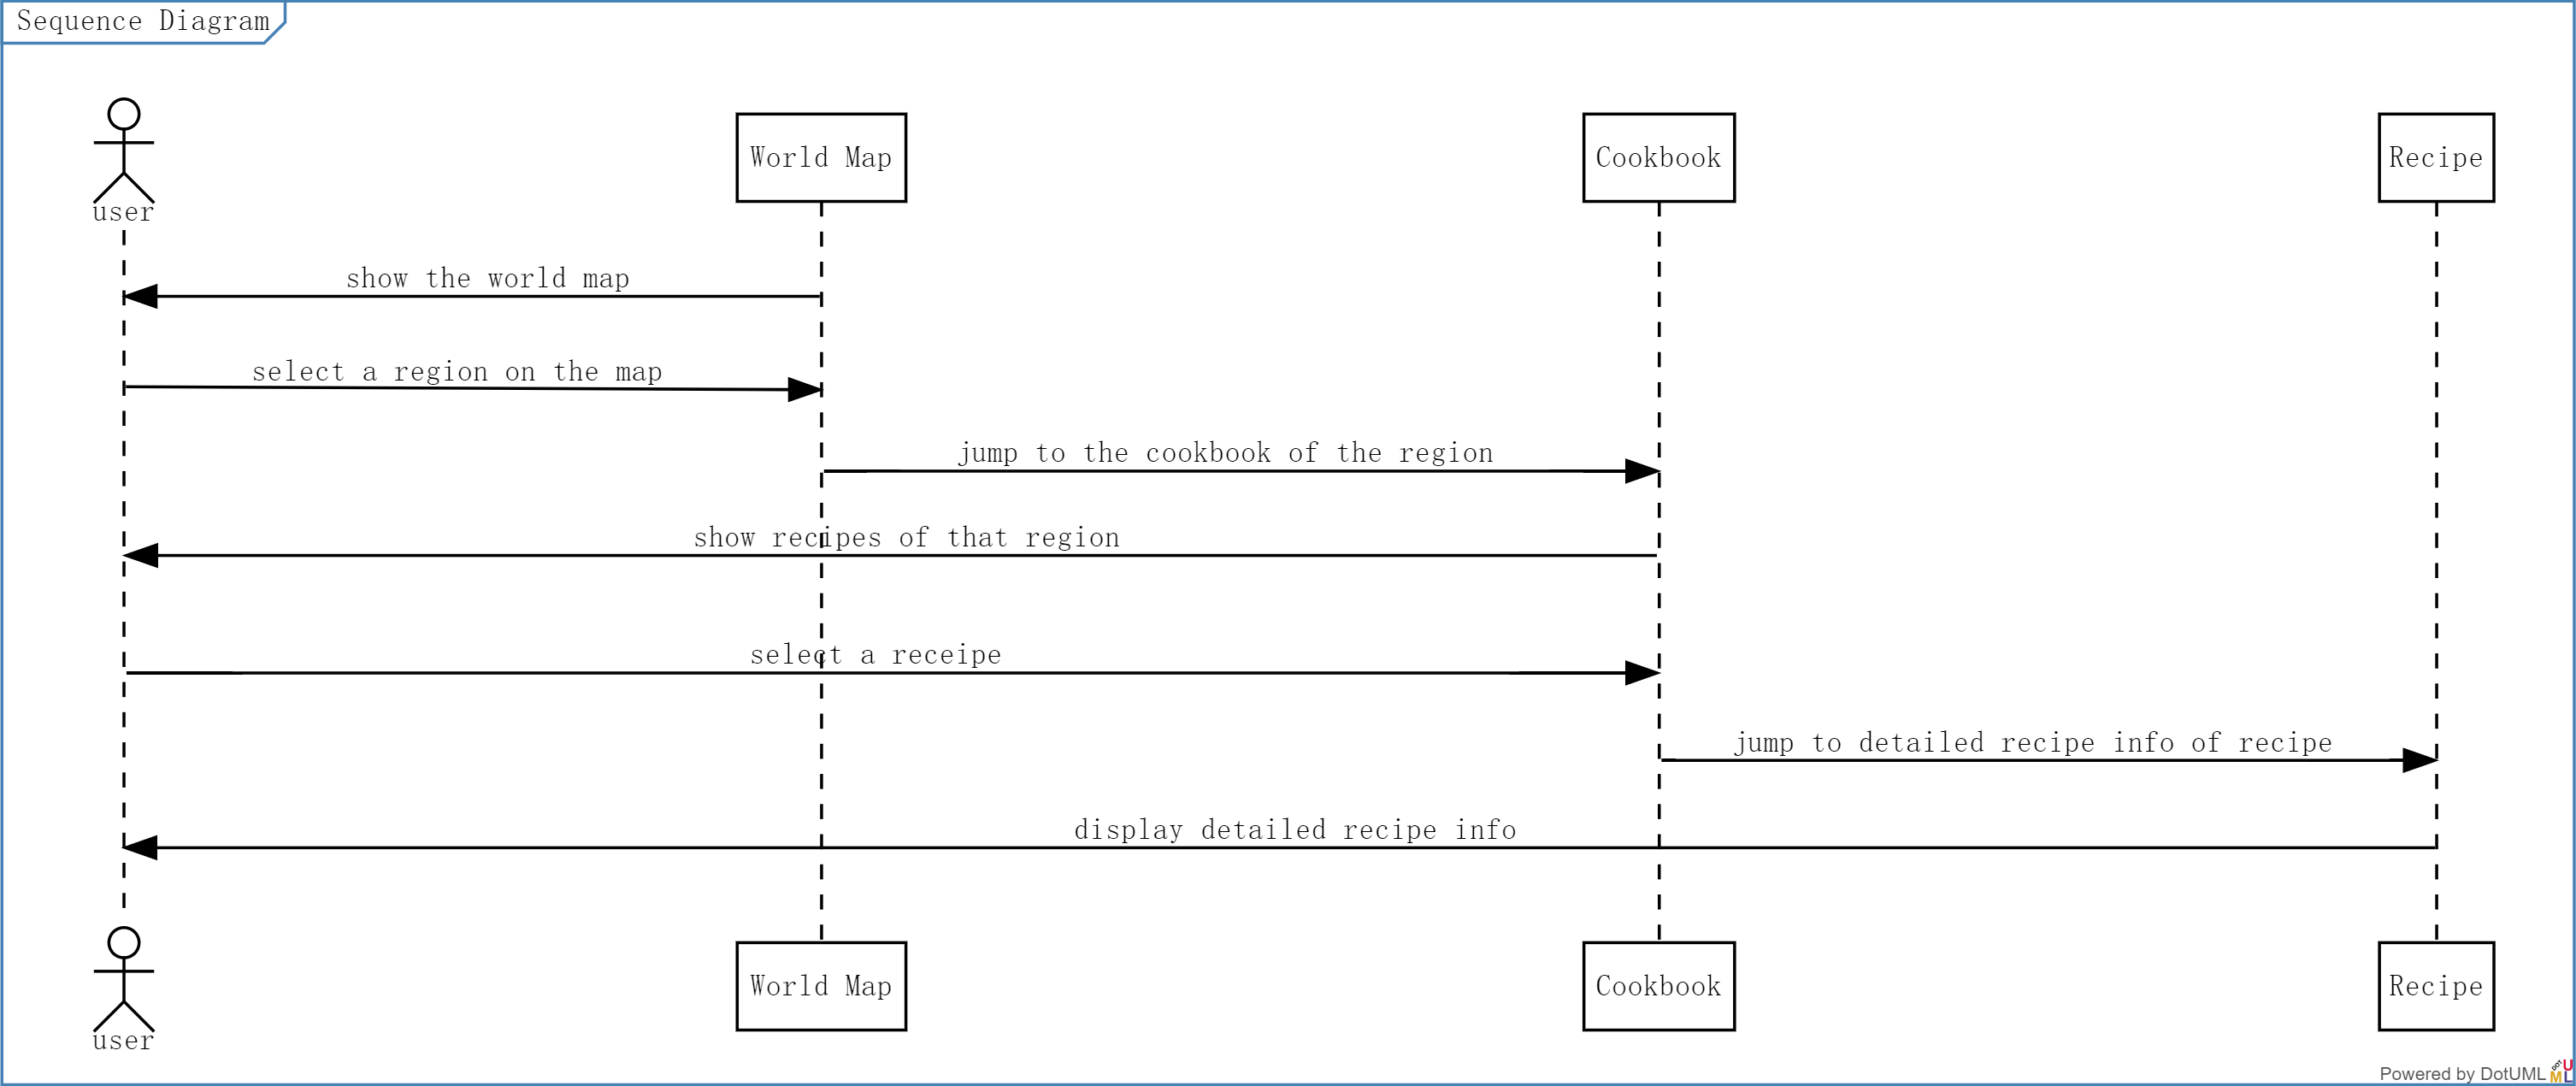 Sequence Diagram
user
World Map
Cookbook
Recipe
show the world map
select a region on the map
jump to the cookbook of the region
show recipes of that region
select a receipe
jump to detailed recipe info of recipe
display detailed recipe info
user
World Map
Cookbook
Recipe
Powered by DotUML
DOT
U
M L